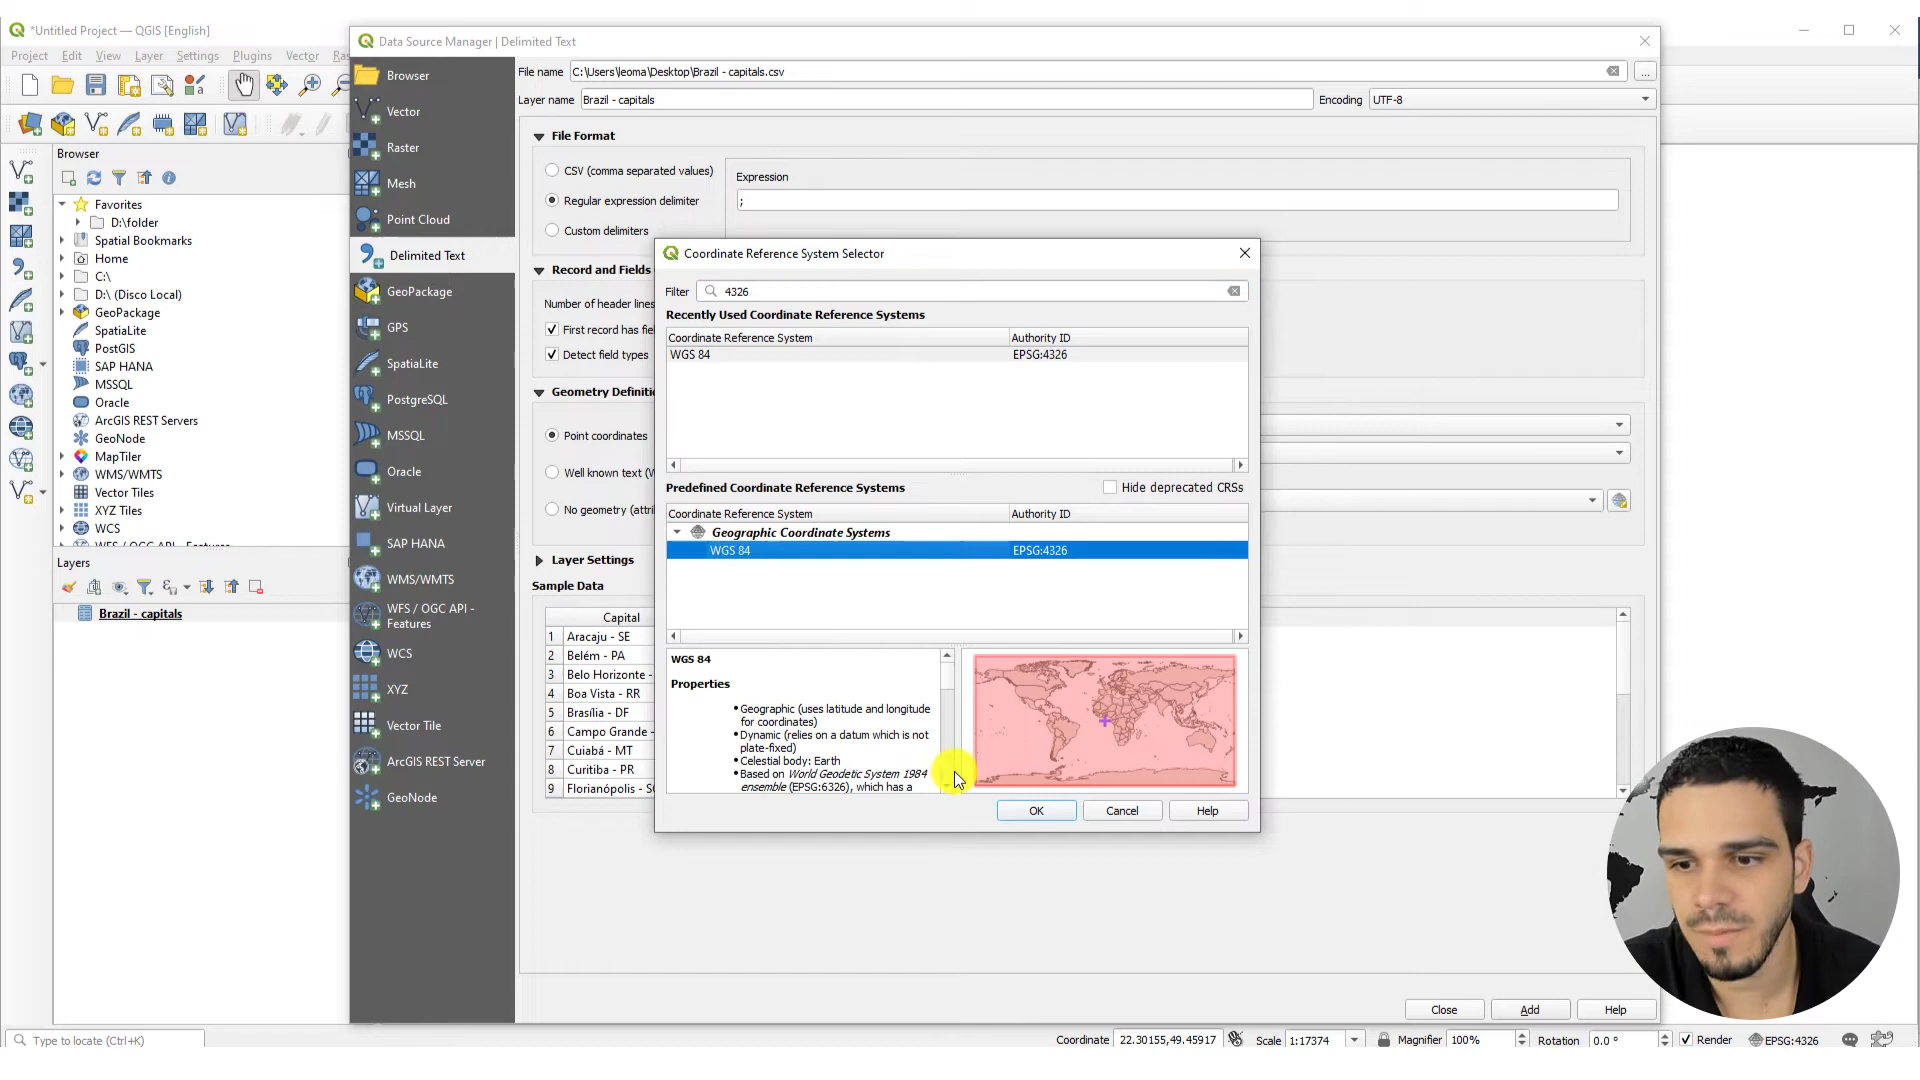 *Untitled Project — QGIS [English]
Project Edit View Layer Settings Plugins Vector Ras
Browser
Favorites
D:\folder
Spatial Bookmarks
Home
C:\
D:\ (Disco Local)
GeoPackage
SpatiaLite
PostGIS
SAP HANA
MSSQL
Oracle
ArcGIS REST Servers
GeoNode
MapTiler
WMS/WMTS
Vector Tiles
XYZ Tiles
WCS
WFS / OGC API - Features
Layers
Brazil - capitals
Type to locate (Ctrl+K)
Data Source Manager | Delimited Text
Browser
Vector
Raster
Mesh
Point Cloud
Delimited Text
GeoPackage
GPS
SpatiaLite
PostgreSQL
MSSQL
Oracle
Virtual Layer
SAP HANA
WMS/WMTS
WFS / OGC API -
Features
WCS
XYZ
Vector Tile
ArcGIS REST Server
GeoNode
File name C:\Users\leoma\Desktop\Brazil - capitals.csv ...
Layer name Brazil - capitals Encoding UTF-8
File Format
CSV (comma separated values)
Regular expression delimiter
Custom delimiters
Expression
;
Record and Fields
Number of header lines
First record has fiel
Detect field types
Geometry Definiti
Point coordinates
Well known text (W
No geometry (attri
Layer Settings
Sample Data
Capital
1 Aracaju - SE
2 Belém - PA
3 Belo Horizonte -
4 Boa Vista - RR
5 Brasília - DF
6 Campo Grande -
7 Cuiabá - MT
8 Curitiba - PR
9 Florianópolis - SC
Coordinate Reference System Selector
Filter 4326
Recently Used Coordinate Reference Systems
Coordinate Reference System Authority ID
WGS 84 EPSG:4326
Predefined Coordinate Reference Systems Hide deprecated CRSs
Coordinate Reference System Authority ID
Geographic Coordinate Systems
WGS 84 EPSG:4326
WGS 84
Properties
• Geographic (uses latitude and longitude
for coordinates)
• Dynamic (relies on a datum which is not
plate-fixed)
• Celestial body: Earth
• Based on World Geodetic System 1984
ensemble (EPSG:6326), which has a
OK Cancel Help
Close Add Help
Coordinate 22.30155,49.45917 Scale 1:17374 Magnifier 100% Rotation 0.0 ° Render EPSG:4326